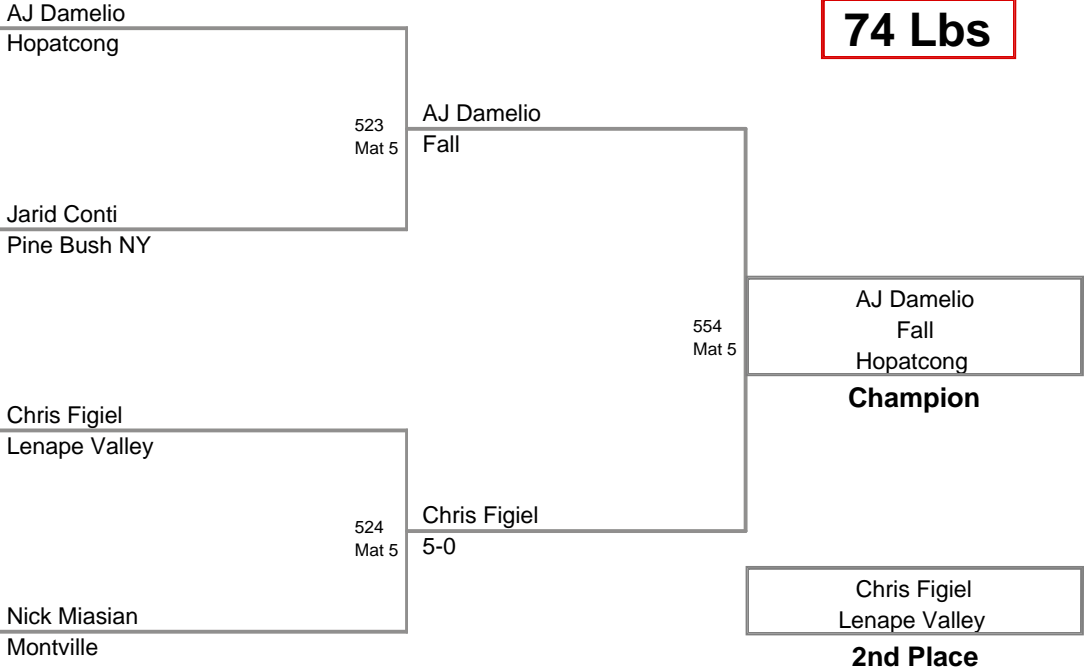 AJ Damelio
Hopatcong
74 Lbs
523
Mat 5
AJ Damelio
Fall
Jarid Conti
Pine Bush NY
554
Mat 5
AJ Damelio
Fall
Hopatcong
Champion
Chris Figiel
Lenape Valley
524
Mat 5
Chris Figiel
5-0
Nick Miasian
Montville
Chris Figiel
Lenape Valley
2nd Place